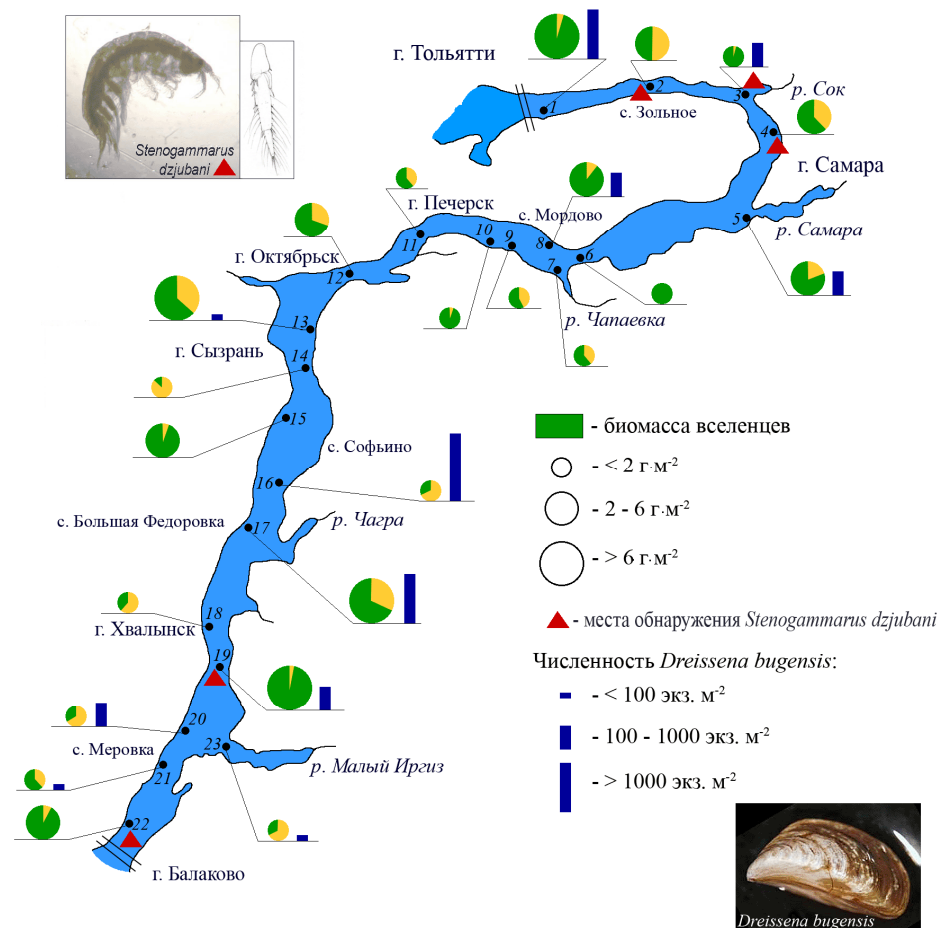 г. Тольятти
Stenogammarus
dzjubani
1
2
3
р. Сок
с. Зольное
4
г. Самара
г. Печерск
с. Мордово
5
р. Самара
10
9
8
6
11
7
г. Октябрьск
12
р. Чапаевка
13
г. Сызрань
14
15
- биомасса вселенцев
с. Софьино
- < 2 г·м-2
16
- 2 - 6 г·м-2
с. Большая Федоровка
17
р. Чагра
- > 6 г·м-2
18
г. Хвалынск
- места обнаружения Stenogammarus dzjubani
19
Численность Dreissena bugensis:
- < 100 экз. м-2
20
- 100 - 1000 экз. м-2
с. Меровка
23
21
р. Малый Иргиз
- > 1000 экз. м-2
22
г. Балаково
Dreissena bugensis